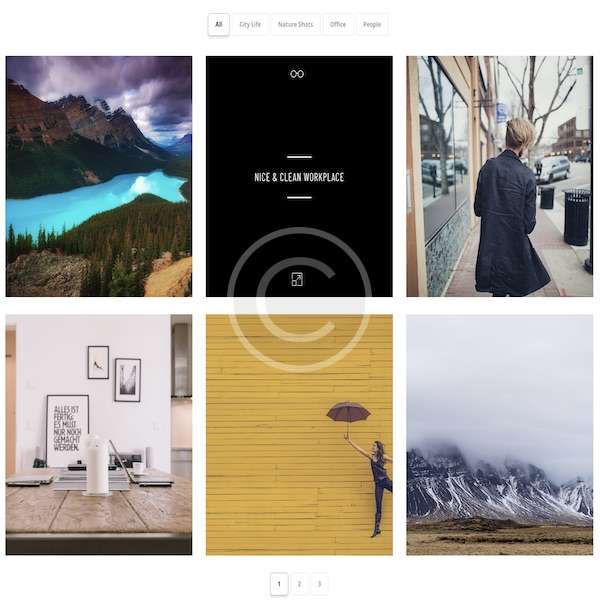 All
City Life
Nature Shots
Office
People
NICE & CLEAN WORKPLACE
ALLES IST
FERTIG:
ES MUSS
NUR NOCH
GEMACHT
WERDEN.
1
2
3